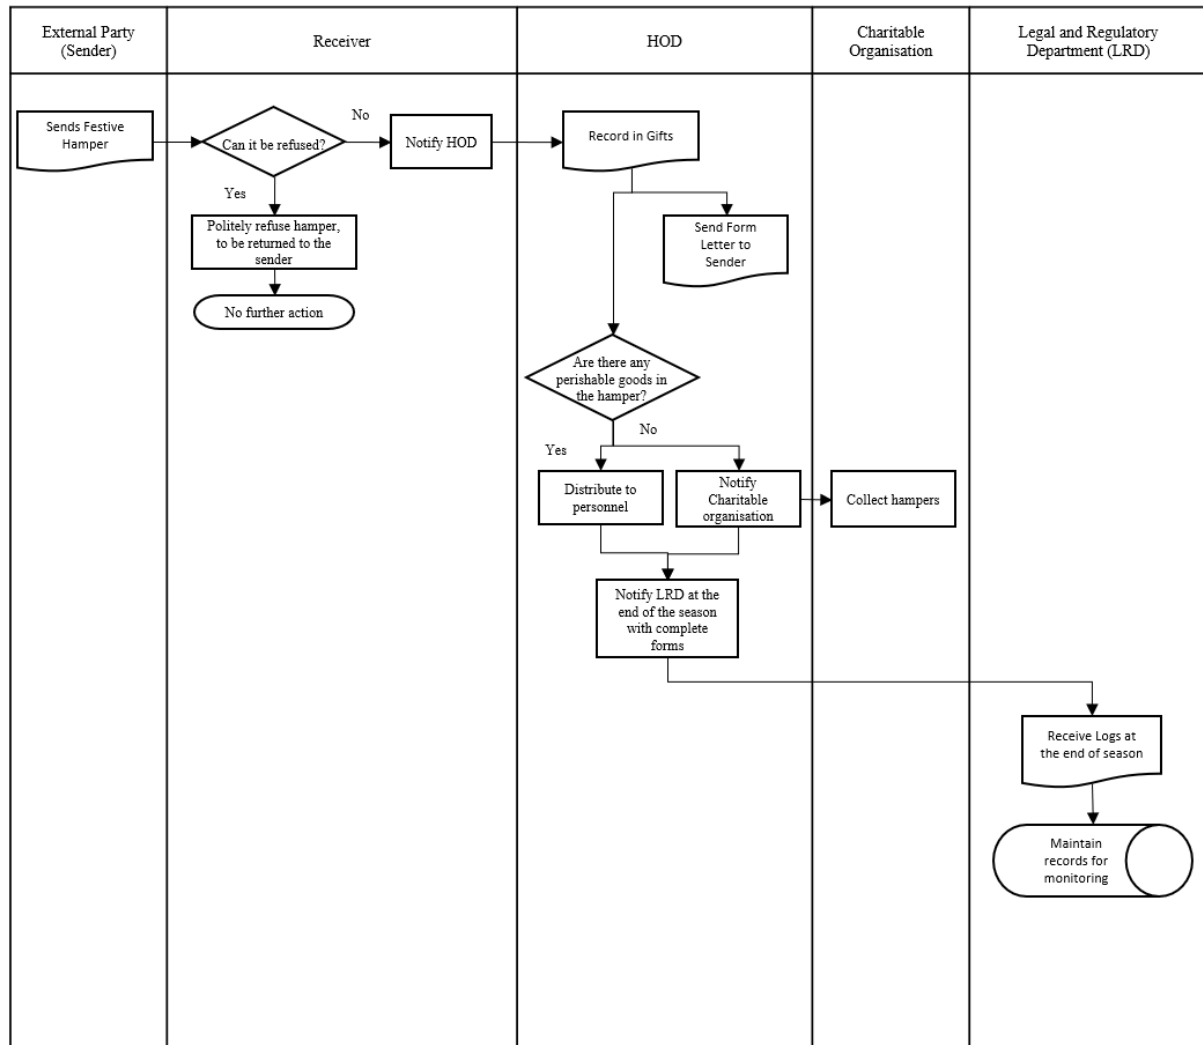 External Party
(Sender)
Receiver
HOD
Charitable
Organisation
Legal and Regulatory
Department (LRD)
Sends Festive
Hamper
Can it be refused?
No
Notify HOD
Record in Gifts
Yes
Politely refuse hamper,
to be returned to the
sender
Send Form
Letter to
Sender
No further action
Are there any
perishable goods in
the hamper?
Yes
No
Distribute to
personnel
Notify
Charitable
organisation
Collect hampers
Notify LRD at the
end of the season
with complete
forms
Receive Logs at
the end of season
Maintain
records for
monitoring